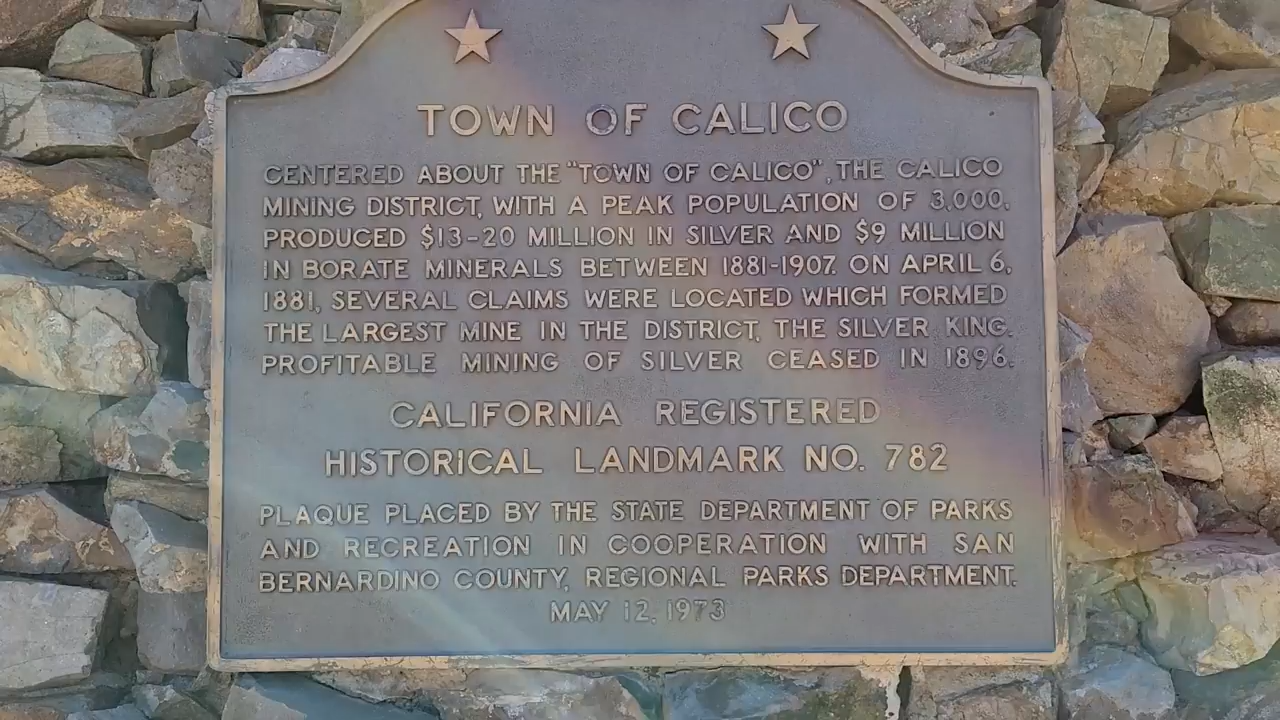 TOWN OF CALICO
CENTERED ABOUT THE "TOWN OF CALICO", THE CALICO
MINING DISTRICT, WITH A PEAK POPULATION OF 3,000,
PRODUCED $13-20 MILLION IN SILVER AND $9 MILLION
IN BORATE MINERALS BETWEEN 1881-1907. ON APRIL 6,
1881, SEVERAL CLAIMS WERE LOCATED WHICH FORMED
THE LARGEST MINE IN THE DISTRICT, THE SILVER KING.
PROFITABLE MINING OF SILVER CEASED IN 1896.
CALIFORNIA REGISTERED
HISTORICAL LANDMARK NO. 782
PLAQUE PLACED BY THE STATE DEPARTMENT OF PARKS
AND RECREATION IN COOPERATION WITH SAN
BERNARDINO COUNTY, REGIONAL PARKS DEPARTMENT.
MAY 12, 1973